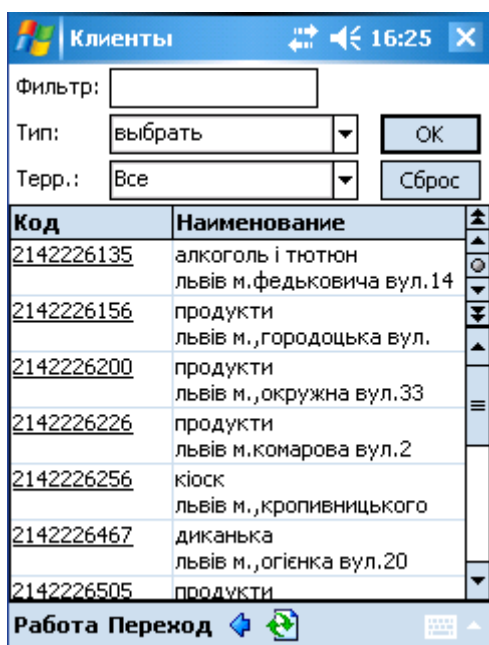 Клиенты 16:25
Фильтр:
Тип: выбрать OK
Терр.: Все Сброс
Код Наименование
2142226135 алкоголь і тютюн
львів м.федьковича вул.14
2142226156 продукти
львів м.,городоцька вул.
2142226200 продукти
львів м.,окружна вул.33
2142226226 продукти
львів м.комарова вул.2
2142226256 кіоск
львів м.,кропивницького
2142226467 диканька
львів м.,огієнка вул.20
2142226505 продукти
Работа Переход